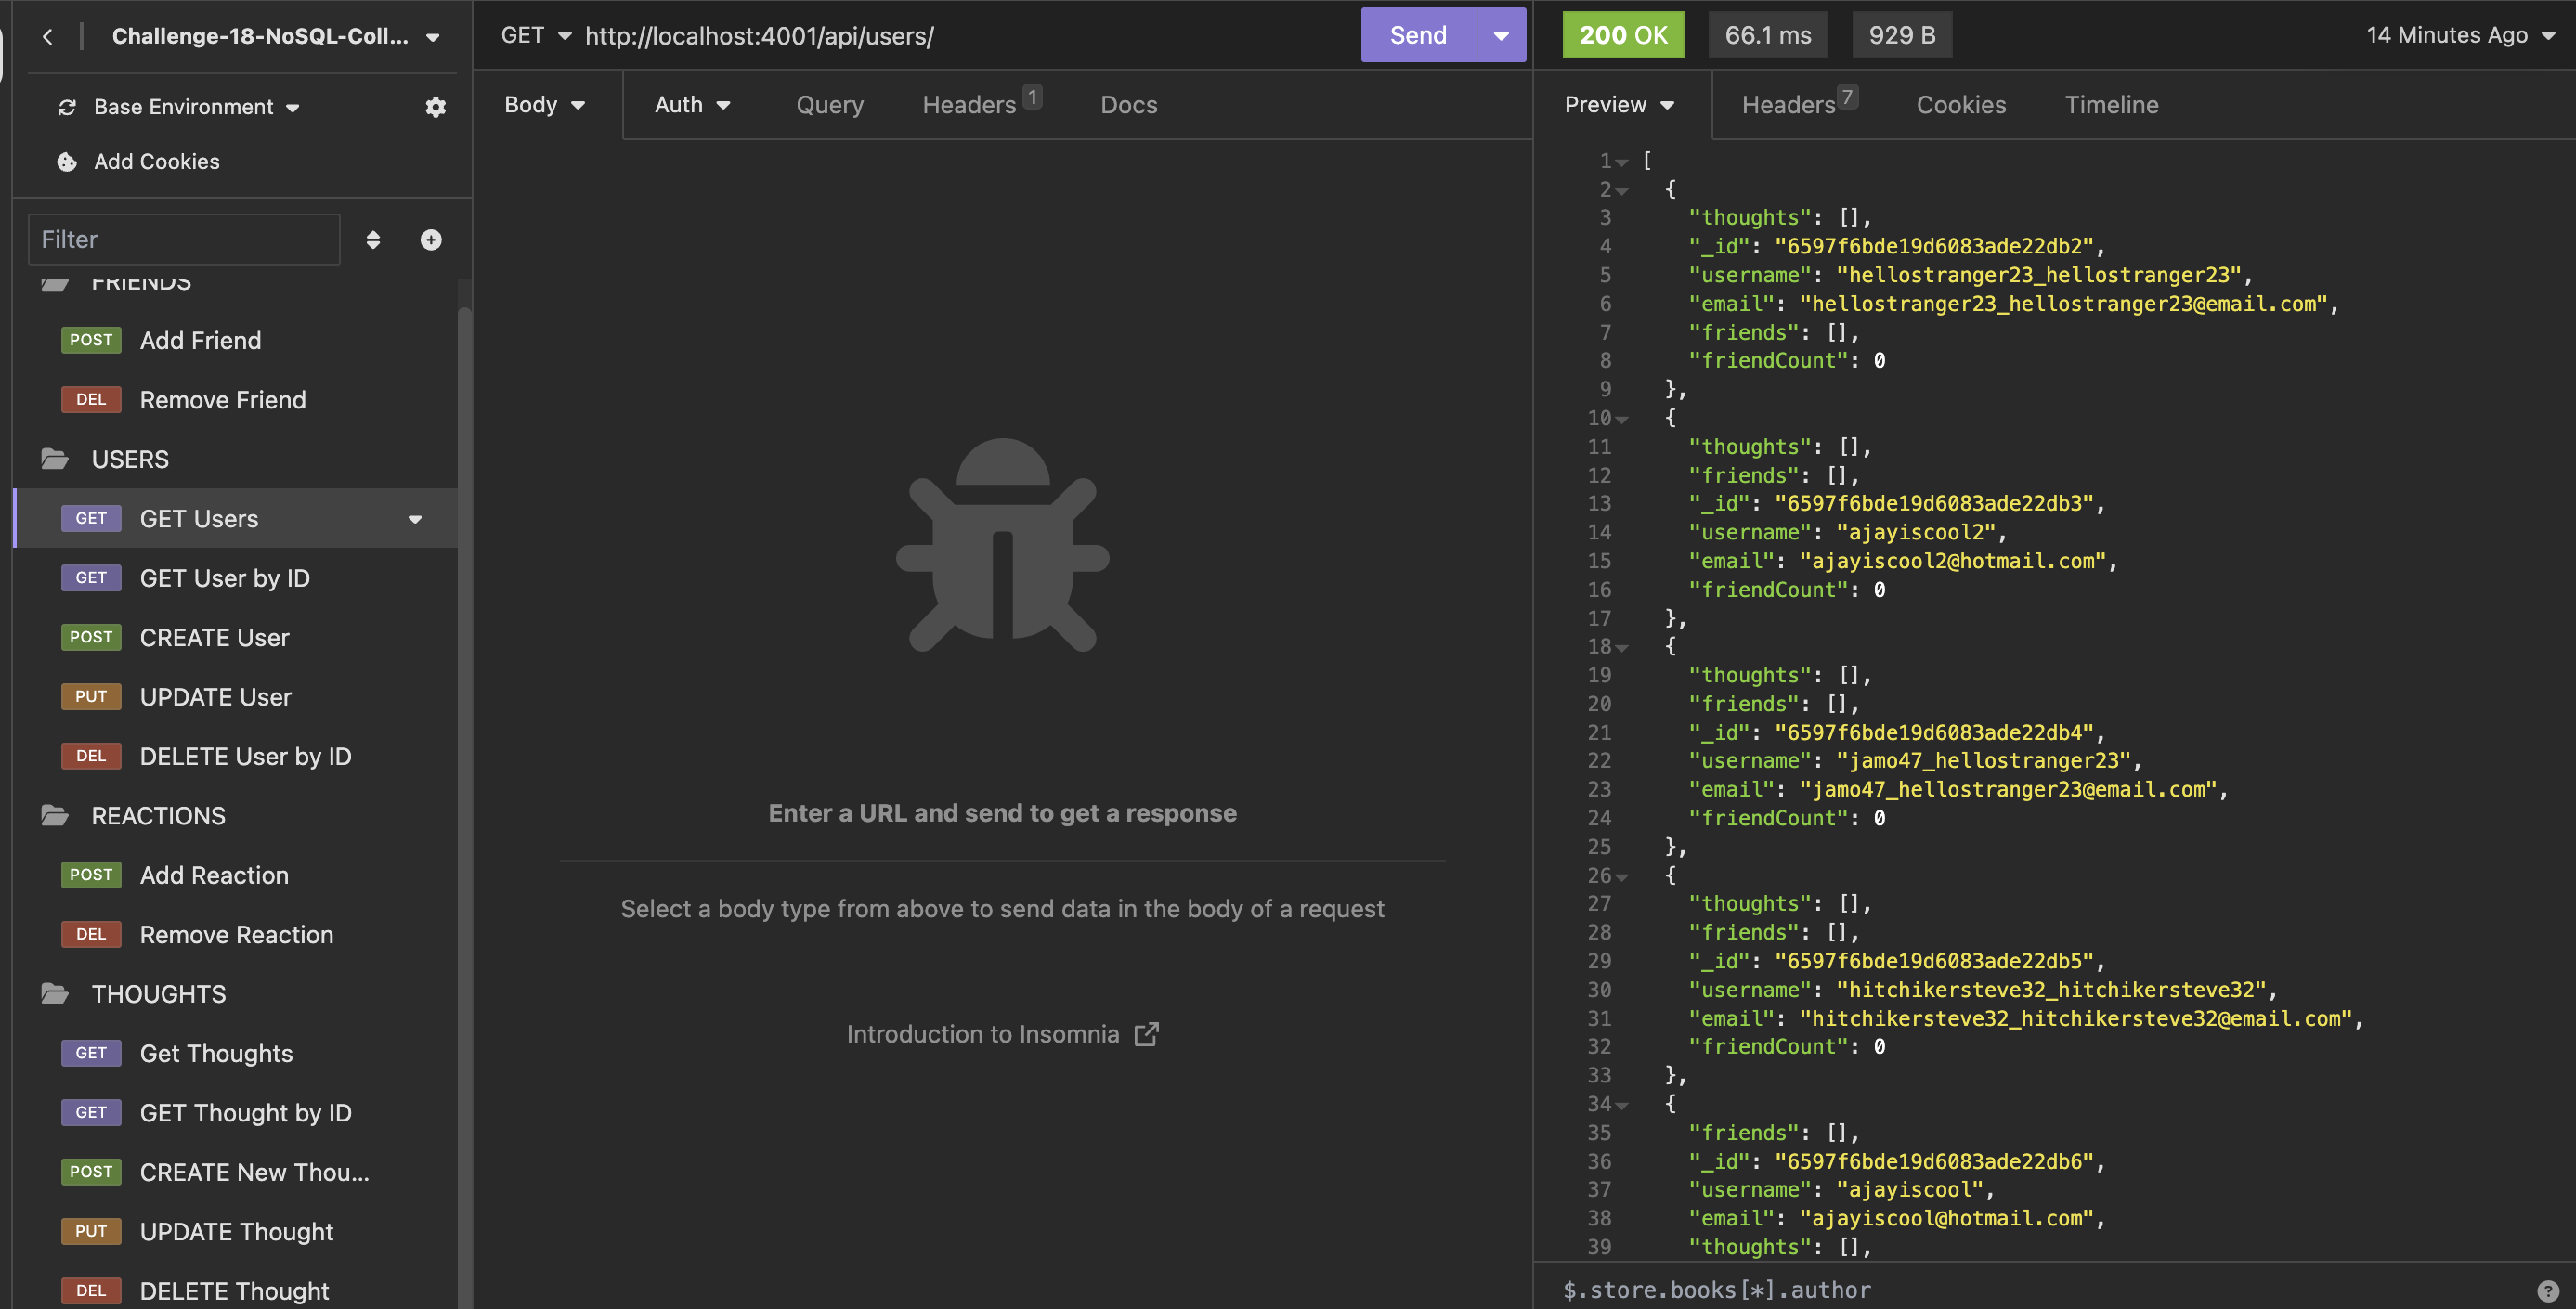 Challenge-18-NoSQL-Coll...
Base Environment
Add Cookies
Filter
FRIENDS
POST Add Friend
DEL Remove Friend
USERS
GET GET Users
GET GET User by ID
POST CREATE User
PUT UPDATE User
DEL DELETE User by ID
REACTIONS
POST Add Reaction
DEL Remove Reaction
THOUGHTS
GET Get Thoughts
GET GET Thought by ID
POST CREATE New Thou...
PUT UPDATE Thought
DEL DELETE Thought
GET http://localhost:4001/api/users/ Send
Body Auth Query Headers 1 Docs
Enter a URL and send to get a response
Select a body type from above to send data in the body of a request
Introduction to Insomnia
200 OK 66.1 ms 929 B 14 Minutes Ago
Preview Headers 7 Cookies Timeline
1 [
2 {
3 "thoughts": [],
4 "_id": "6597f6bde19d6083ade22db2",
5 "username": "hellostranger23_hellostranger23",
6 "email": "hellostranger23_hellostranger23@email.com",
7 "friends": [],
8 "friendCount": 0
9 },
10 {
11 "thoughts": [],
12 "friends": [],
13 "_id": "6597f6bde19d6083ade22db3",
14 "username": "ajayiscool2",
15 "email": "ajayiscool2@hotmail.com",
16 "friendCount": 0
17 },
18 {
19 "thoughts": [],
20 "friends": [],
21 "_id": "6597f6bde19d6083ade22db4",
22 "username": "jamo47_hellostranger23",
23 "email": "jamo47_hellostranger23@email.com",
24 "friendCount": 0
25 },
26 {
27 "thoughts": [],
28 "friends": [],
29 "_id": "6597f6bde19d6083ade22db5",
30 "username": "hitchikersteve32_hitchikersteve32",
31 "email": "hitchikersteve32_hitchikersteve32@email.com",
32 "friendCount": 0
33 },
34 {
35 "friends": [],
36 "_id": "6597f6bde19d6083ade22db6",
37 "username": "ajayiscool",
38 "email": "ajayiscool@hotmail.com",
39 "thoughts": [],
$.store.books[*].author